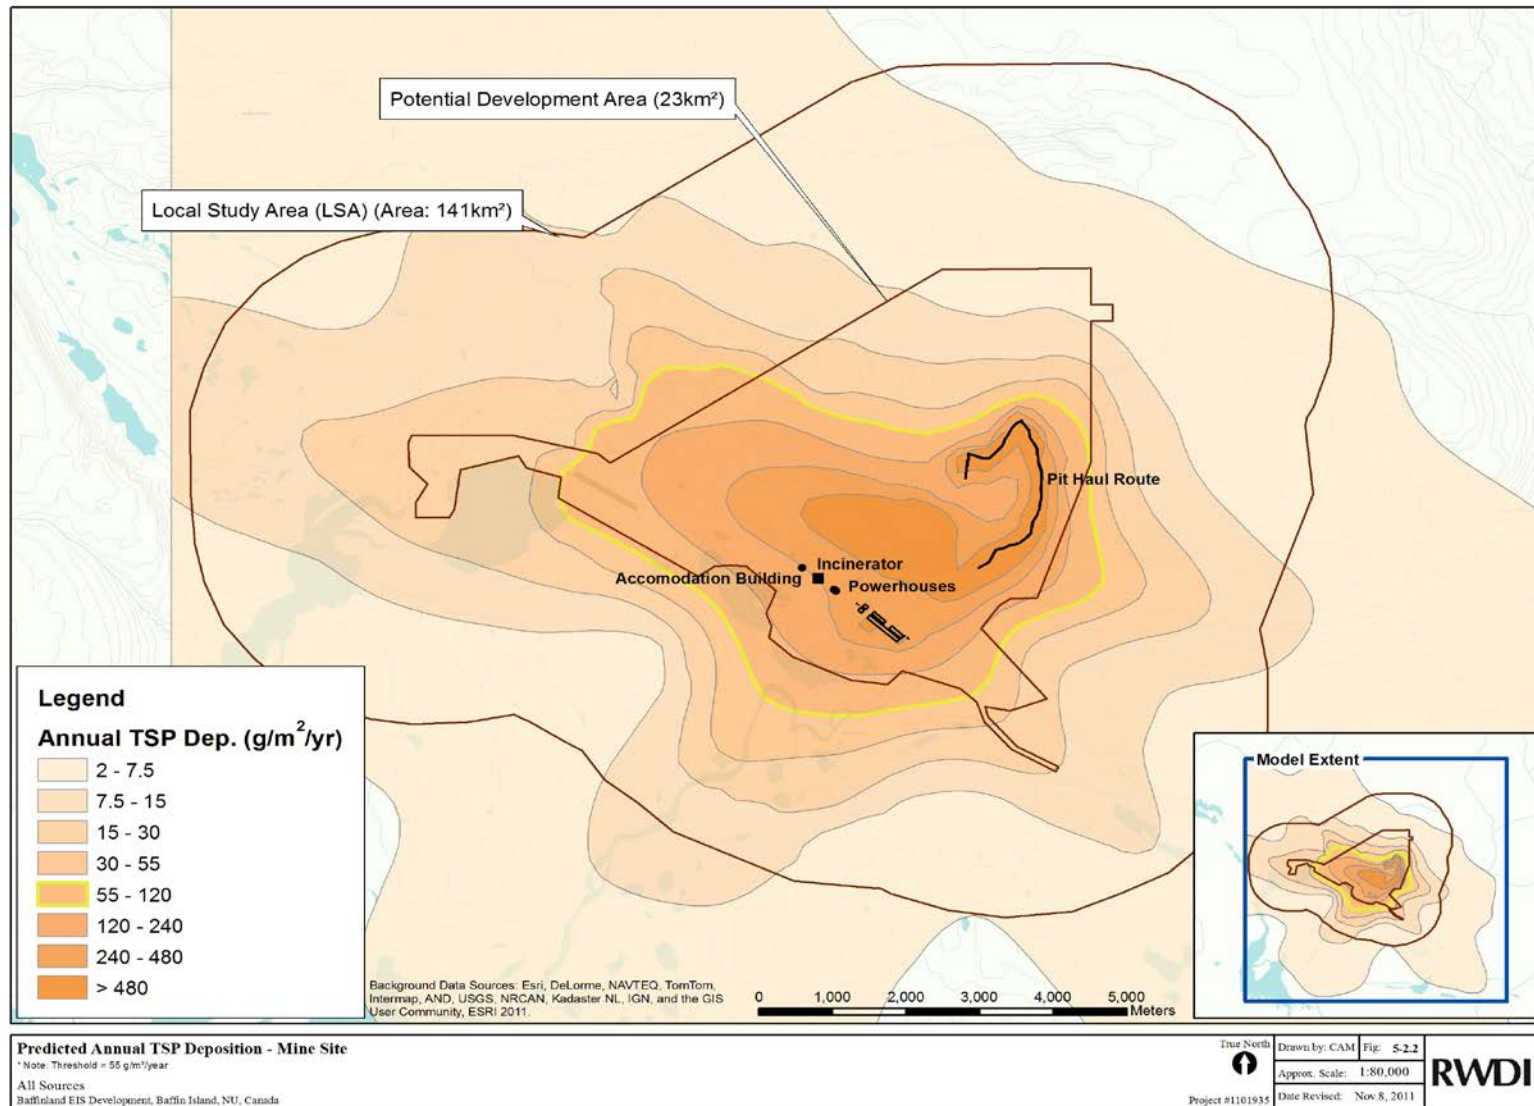 Potential Development Area (23km²)
Local Study Area (LSA) (Area: 141km²)
Pit Haul Route
Incinerator
Accomodation Building
Powerhouses
Legend
Annual TSP Dep. (g/m²/yr)
2 - 7.5
7.5 - 15
15 - 30
30 - 55
55 - 120
120 - 240
240 - 480
> 480
Background Data Sources: Esri, DeLorme, NAVTEQ, TomTom,
Intermap, AND, USGS, NRCAN, Kadaster NL, IGN, and the GIS
User Community, ESRI 2011.
0 1,000 2,000 3,000 4,000 5,000
Meters
Model Extent
Predicted Annual TSP Deposition - Mine Site
* Note: Threshold = 55 g/m²/year
All Sources
Baffinland EIS Development, Baffin Island, NU, Canada
True North
Project #1101935
Drawn by: CAM Fig: 5-2.2
Approx. Scale: 1:80,000
Date Revised: Nov.8, 2011
RWDI